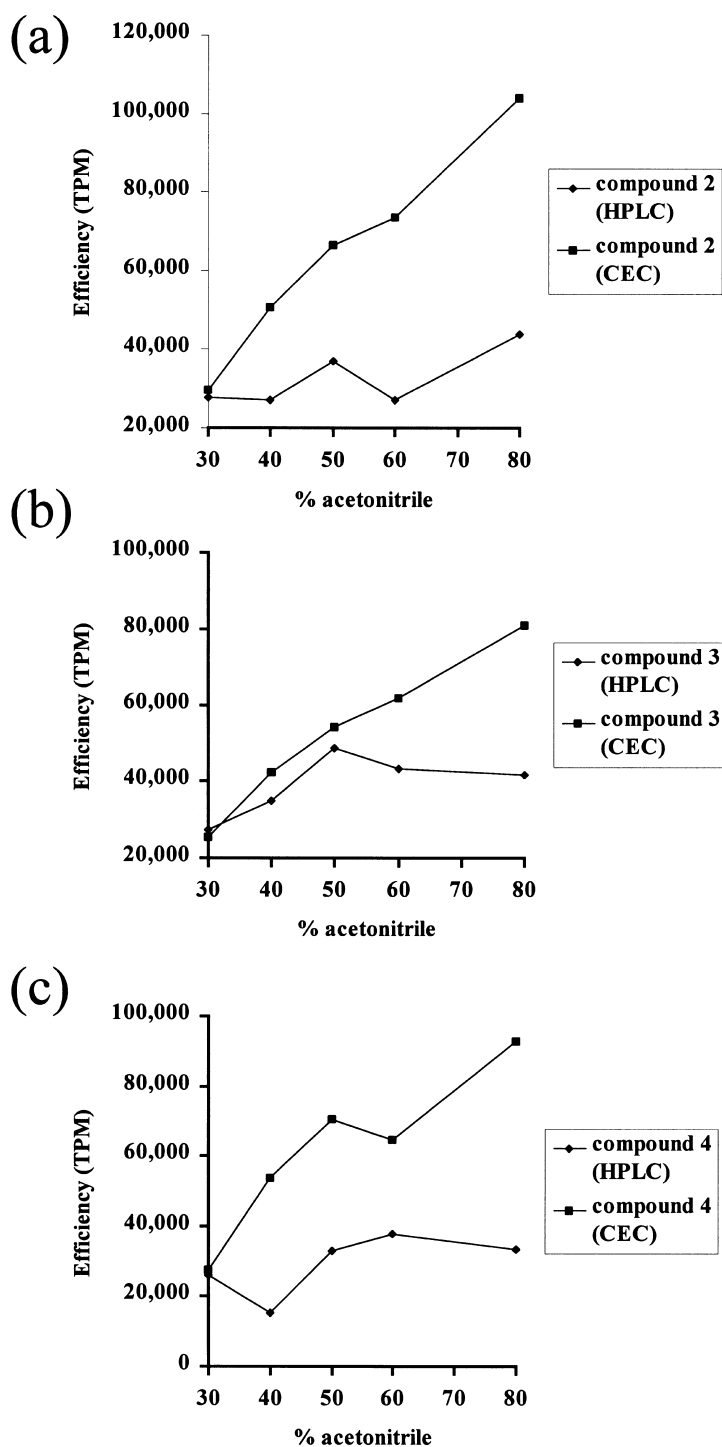 (a)
120,000
100,000
80,000
60,000
40,000
20,000
Efficiency (TPM)
30 40 50 60 70 80
% acetonitrile
compound 2
(HPLC)
compound 2
(CEC)
(b)
100,000
80,000
60,000
40,000
20,000
Efficiency (TPM)
30 40 50 60 70 80
% acetonitrile
compound 3
(HPLC)
compound 3
(CEC)
(c)
100,000
80,000
60,000
40,000
20,000
0
Efficiency (TPM)
30 40 50 60 70 80
% acetonitrile
compound 4
(HPLC)
compound 4
(CEC)